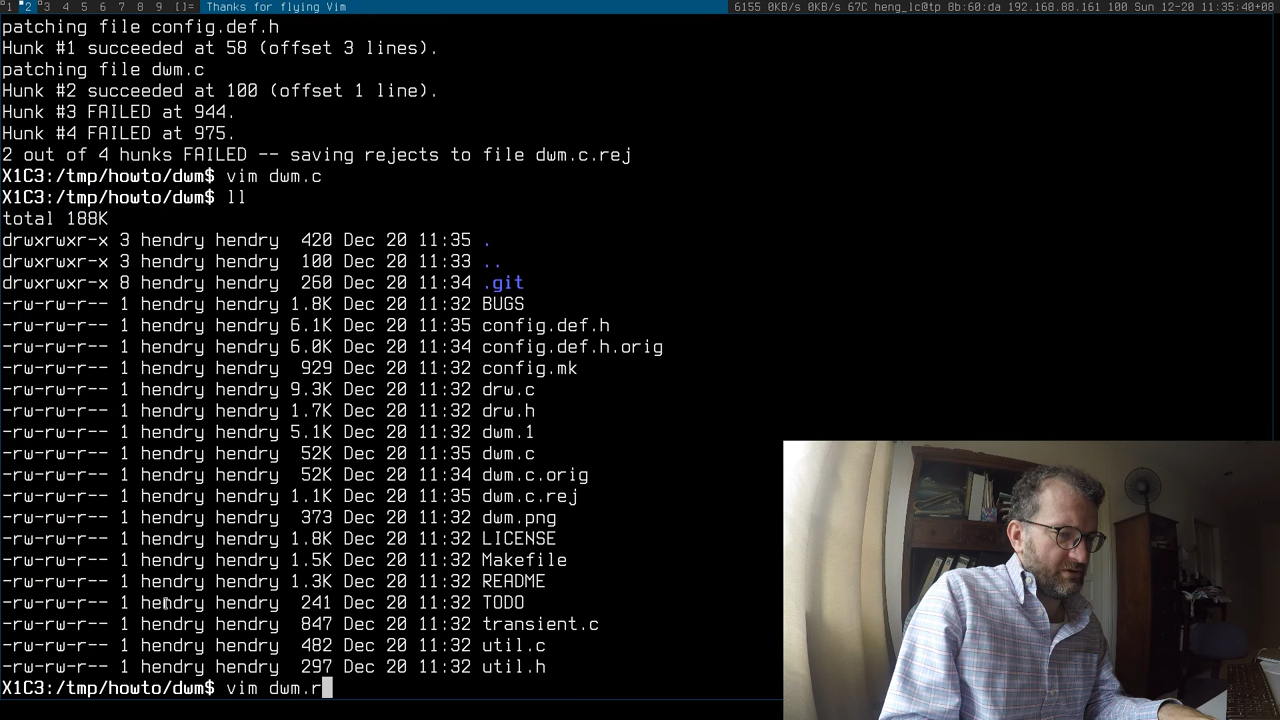 1 2 3 4 5 6 7 8 9 []= Thanks for flying Vim 6155 0KB/s 0KB/s 67C heng_lc@tp 8b:60:da 192.168.88.161 100 Sun 12-20 11:35:40+08
patching file config.def.h
Hunk #1 succeeded at 58 (offset 3 lines).
patching file dwm.c
Hunk #2 succeeded at 100 (offset 1 line).
Hunk #3 FAILED at 944.
Hunk #4 FAILED at 975.
2 out of 4 hunks FAILED -- saving rejects to file dwm.c.rej
X1C3:/tmp/howto/dwm$ vim dwm.c
X1C3:/tmp/howto/dwm$ ll
total 188K
drwxrwxr-x 3 hendry hendry 420 Dec 20 11:35 .
drwxrwxr-x 3 hendry hendry 100 Dec 20 11:33 ..
drwxrwxr-x 8 hendry hendry 260 Dec 20 11:34 .git
-rw-rw-r-- 1 hendry hendry 1.8K Dec 20 11:32 BUGS
-rw-rw-r-- 1 hendry hendry 6.1K Dec 20 11:35 config.def.h
-rw-rw-r-- 1 hendry hendry 6.0K Dec 20 11:34 config.def.h.orig
-rw-rw-r-- 1 hendry hendry 929 Dec 20 11:32 config.mk
-rw-rw-r-- 1 hendry hendry 9.3K Dec 20 11:32 drw.c
-rw-rw-r-- 1 hendry hendry 1.7K Dec 20 11:32 drw.h
-rw-rw-r-- 1 hendry hendry 5.1K Dec 20 11:32 dwm.1
-rw-rw-r-- 1 hendry hendry 52K Dec 20 11:35 dwm.c
-rw-rw-r-- 1 hendry hendry 52K Dec 20 11:34 dwm.c.orig
-rw-rw-r-- 1 hendry hendry 1.1K Dec 20 11:35 dwm.c.rej
-rw-rw-r-- 1 hendry hendry 373 Dec 20 11:32 dwm.png
-rw-rw-r-- 1 hendry hendry 1.8K Dec 20 11:32 LICENSE
-rw-rw-r-- 1 hendry hendry 1.5K Dec 20 11:32 Makefile
-rw-rw-r-- 1 hendry hendry 1.3K Dec 20 11:32 README
-rw-rw-r-- 1 hendry hendry 241 Dec 20 11:32 TODO
-rw-rw-r-- 1 hendry hendry 847 Dec 20 11:32 transient.c
-rw-rw-r-- 1 hendry hendry 482 Dec 20 11:32 util.c
-rw-rw-r-- 1 hendry hendry 297 Dec 20 11:32 util.h
X1C3:/tmp/howto/dwm$ vim dwm.r